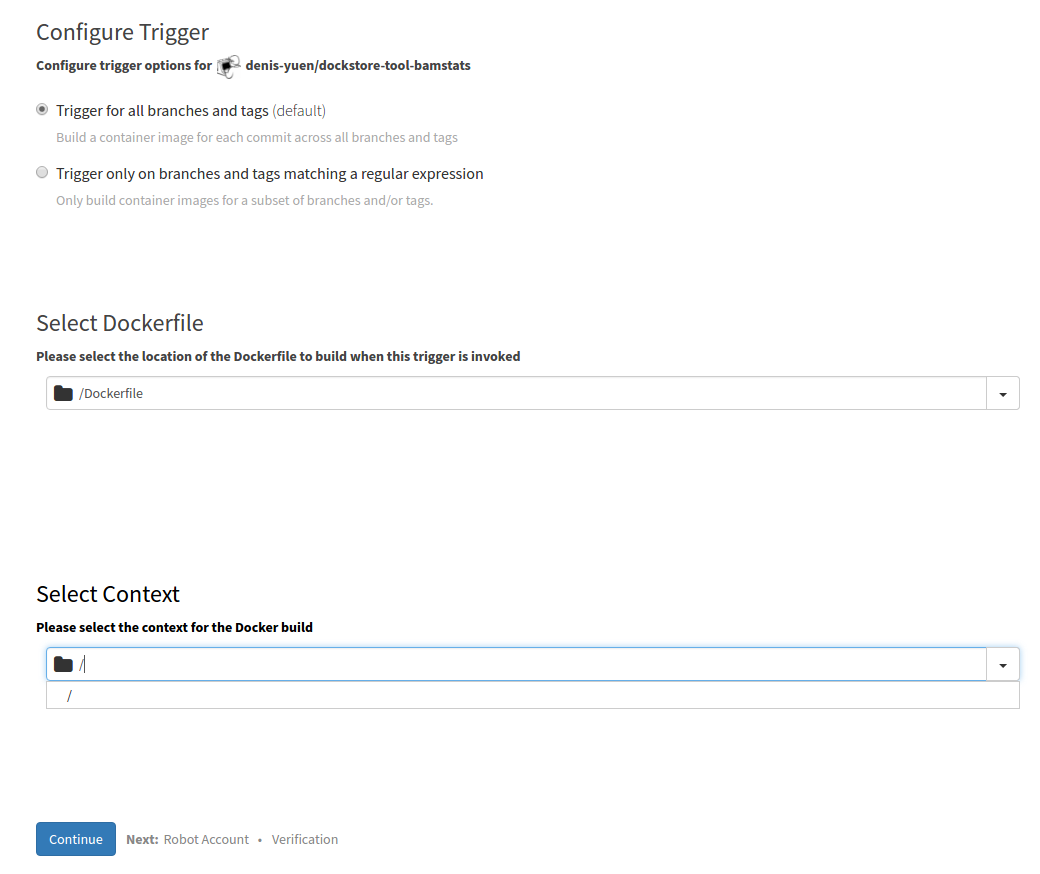 Configure Trigger
Configure trigger options for denis-yuen/dockstore-tool-bamstats
Trigger for all branches and tags (default)
Build a container image for each commit across all branches and tags
Trigger only on branches and tags matching a regular expression
Only build container images for a subset of branches and/or tags.
Select Dockerfile
Please select the location of the Dockerfile to build when this trigger is invoked
/Dockerfile
Select Context
Please select the context for the Docker build
/
/
Continue Next: Robot Account • Verification